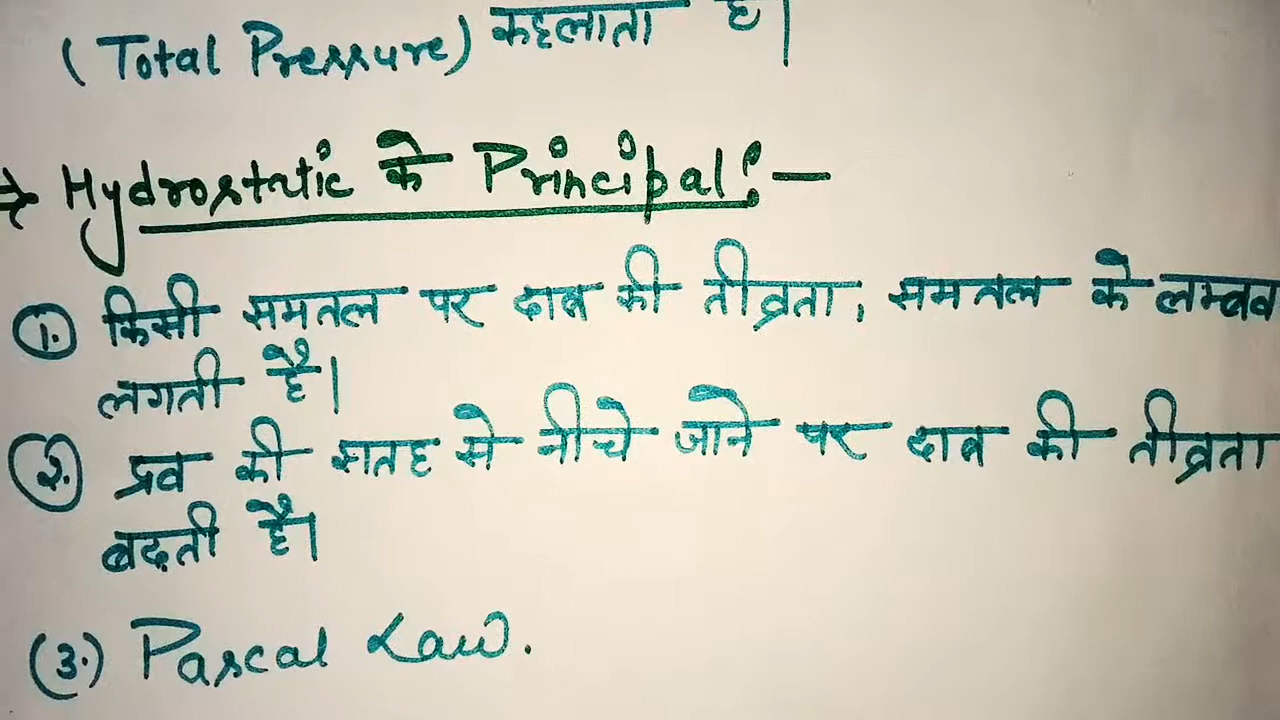 (Total Pressure) कहलाता है।
→ Hydrostatic के Principal:—
1. किसी समतल पर दाब की तीव्रता, समतल के लम्बव
लगती है।
2. द्रव की सतह से नीचे जाने पर दाब की तीव्रता
बढ़ती है।
(3.) Pascal Law.